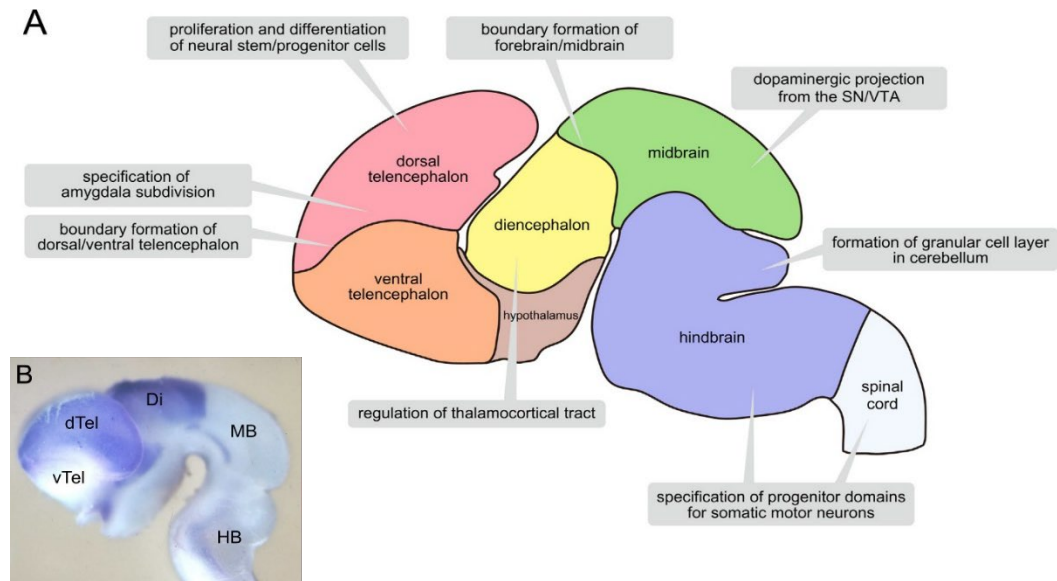 A
proliferation and differentiation
of neural stem/progenitor cells
boundary formation of
forebrain/midbrain
dopaminergic projection
from the SN/VTA
dorsal
telencephalon
midbrain
specification of
amygdala subdivision
boundary formation of
dorsal/ventral telencephalon
diencephalon
formation of granular cell layer
in cerebellum
ventral
telencephalon
hypothalamus
hindbrain
spinal
cord
regulation of thalamocortical tract
specification of progenitor domains
for somatic motor neurons
B
Di
dTel
MB
vTel
HB